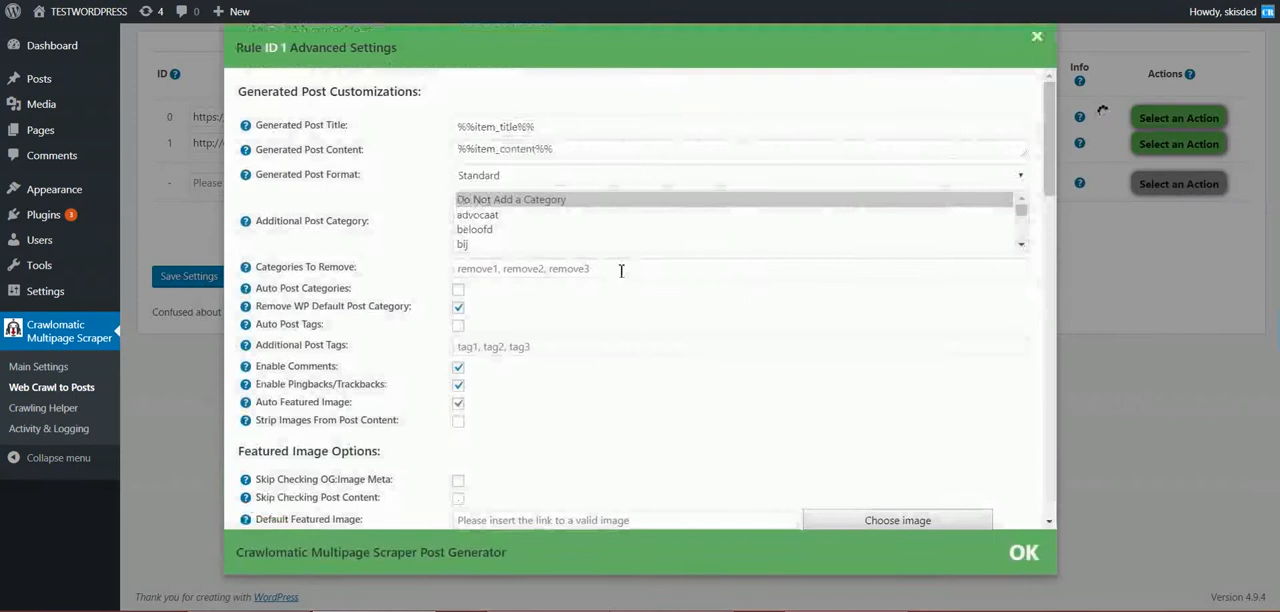 TESTWORDPRESS 4 0 New Howdy, skisded CR
Dashboard
Posts
Media
Pages
Comments
Appearance
Plugins 3
Users
Tools
Settings
Crawlomatic
Multipage Scraper
Main Settings
Web Crawl to Posts
Crawling Helper
Activity & Logging
Collapse menu
ID
0 https:/
1 http://
- Please
Save Settings
Confused about
Rule ID 1 Advanced Settings
Generated Post Customizations:
Generated Post Title: %%item_title%%
Generated Post Content: %%item_content%%
Generated Post Format: Standard
Additional Post Category: Do Not Add a Category
advocaat
beloofd
bij
Categories To Remove: remove1, remove2, remove3
Auto Post Categories:
Remove WP Default Post Category:
Auto Post Tags:
Additional Post Tags: tag1, tag2, tag3
Enable Comments:
Enable Pingbacks/Trackbacks:
Auto Featured Image:
Strip Images From Post Content:
Featured Image Options:
Skip Checking OG:Image Meta:
Skip Checking Post Content:
Default Featured Image: Please insert the link to a valid image Choose image
Crawlomatic Multipage Scraper Post Generator OK
Info Actions
Select an Action
Select an Action
Select an Action
Thank you for creating with WordPress Version 4.9.4